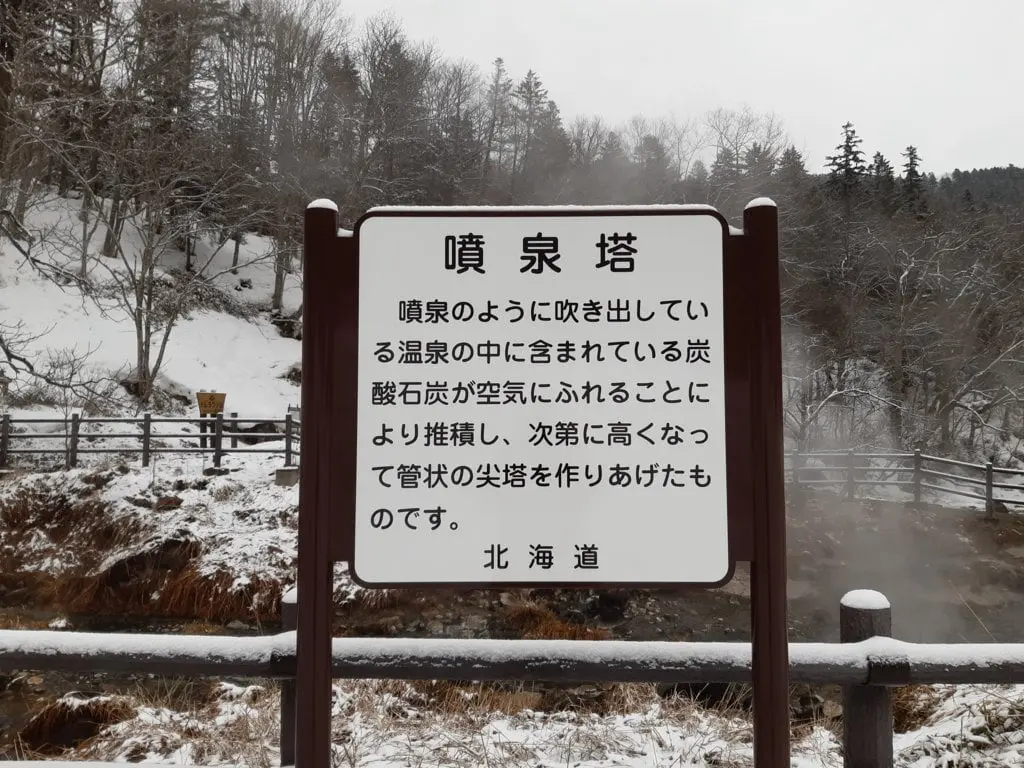 噴泉塔
噴泉のように吹き出してい
る温泉の中に含まれている炭
酸石炭が空気にふれることに
より推積し、次第に高くなっ
て管状の尖塔を作りあげたも
のです。
北海道